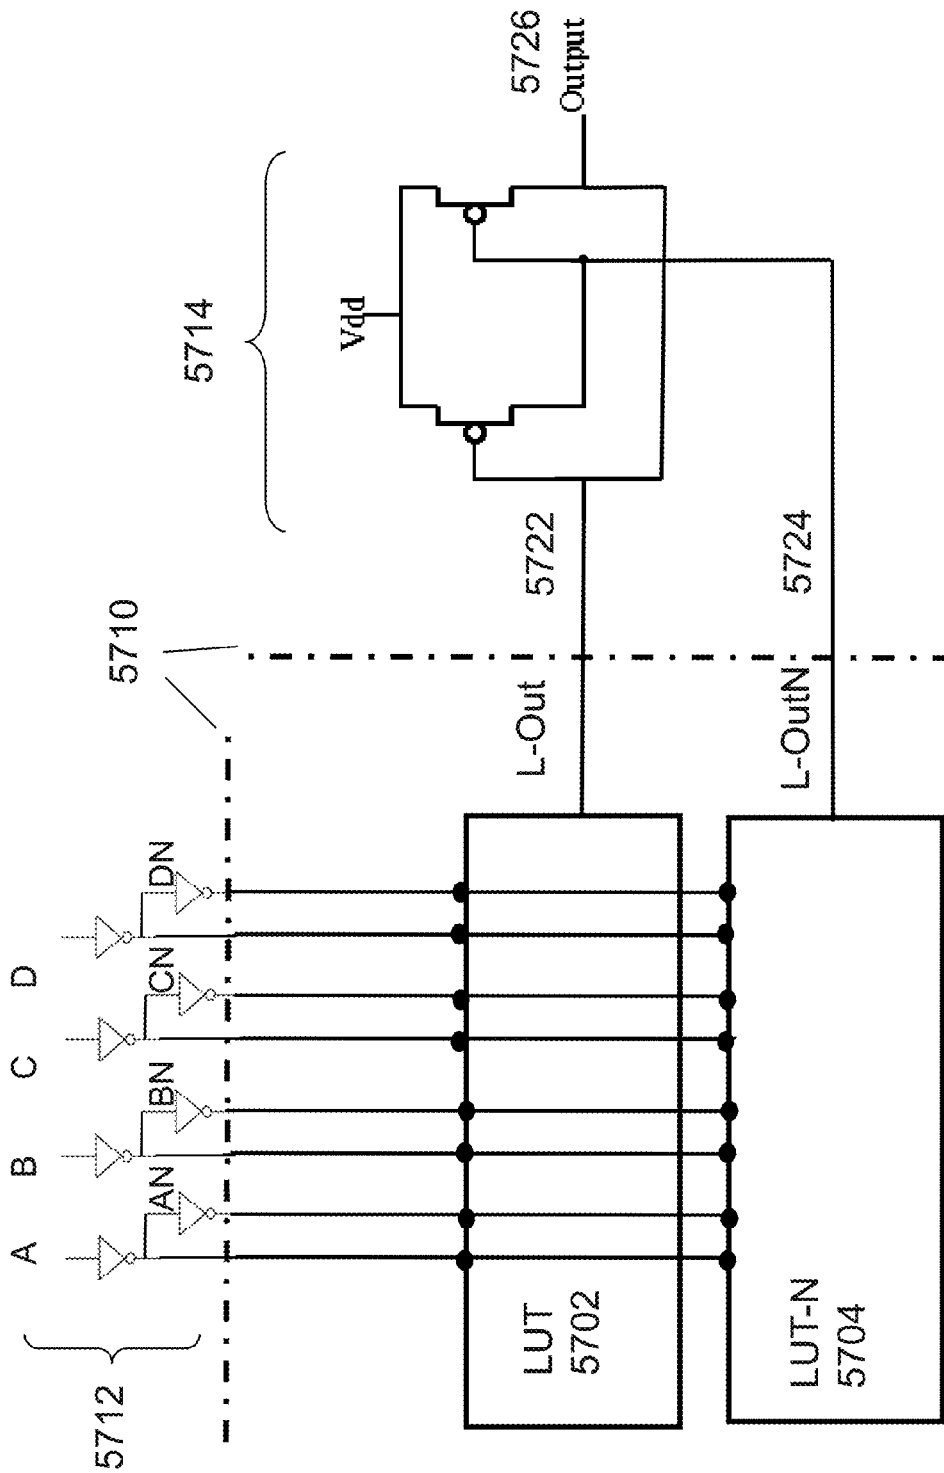 5712
A
B
C
D
AN
BN
CN
DN
5710
5714
Vdd
5726
Output
L-Out
5722
L-OutN
5724
LUT
5702
LUT-N
5704